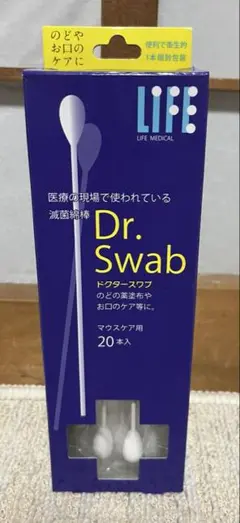 のどや
お口の
ケアに
便利で衛生的
1本個別包装
LIFE
LIFE MEDICAL
医療の現場で使われている
滅菌綿棒
Dr.
Swab
ドクタースワブ
のどの薬塗布や
お口のケア等に。
マウスケア用
20本入